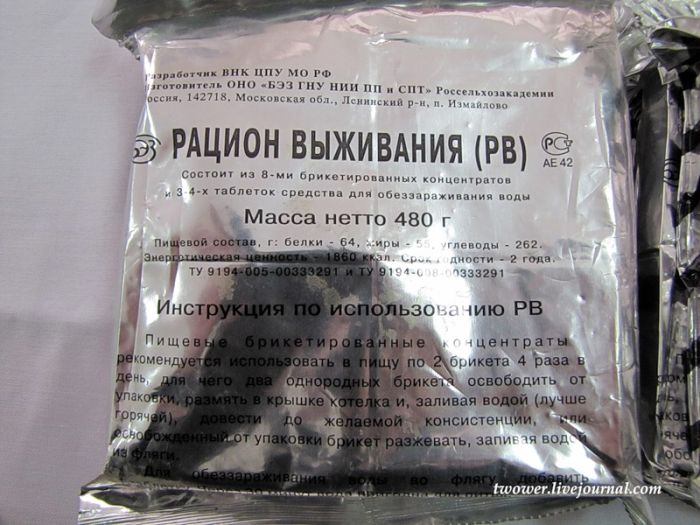 Разработчик ВНК ЦПУ МО РФ
изготовитель ОНО «БЭЗ ГНУ НИИ ПП и СПТ» Россельхозакадемии
Россия, 142718, Московская обл., Ленинский р-н, п. Измайлово
БЭЗ РАЦИОН ВЫЖИВАНИЯ (РВ) РСТ
АЕ 42
Состоит из 8-ми брикетированных концентратов
и 3-4-х таблеток средства для обеззараживания воды
Масса нетто 480 г
Пищевой состав, г: белки - 64, жиры - 55, углеводы - 262.
Энергетическая ценность - 1860 ккал. Срок годности - 2 года.
ТУ 9194-005-00333291 и ТУ 9194-008-00333291
Инструкция по использованию РВ
Пищевые брикетированные концентраты
рекомендуется использовать в пищу по 2 брикета 4 раза в
день, для чего два однородных брикета освободить от
упаковки, размять в крышке котелка и, заливая водой (лучше
горячей), довести до желаемой консистенции, или
освобожденный от упаковки брикет разжевать, запивая водой
из фляги.
Для обеззараживания воды во флягу добавить
twower.livejournal.com